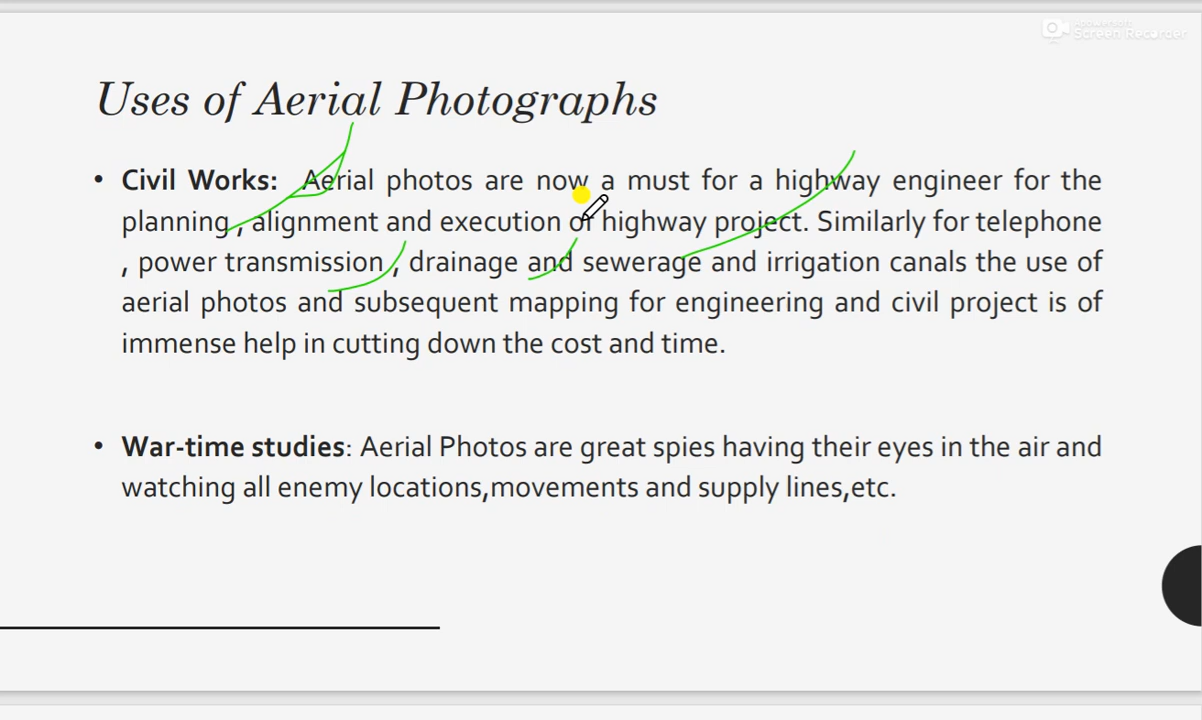 Apowersoft
Screen Recorder
Uses of Aerial Photographs
• Civil Works: Aerial photos are now a must for a highway engineer for the
planning , alignment and execution of highway project. Similarly for telephone
, power transmission , drainage and sewerage and irrigation canals the use of
aerial photos and subsequent mapping for engineering and civil project is of
immense help in cutting down the cost and time.
• War-time studies: Aerial Photos are great spies having their eyes in the air and
watching all enemy locations,movements and supply lines,etc.